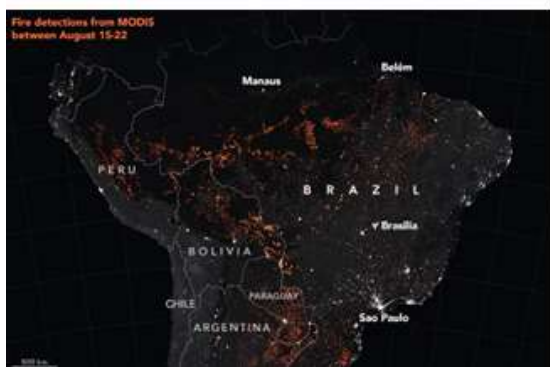 Fire detections from MODIS
between August 15-22
Belém
Manaus
PERU
BRAZIL
Brasília
BOLIVIA
PARAGUAY
CHILE
Sao Paulo
ARGENTINA